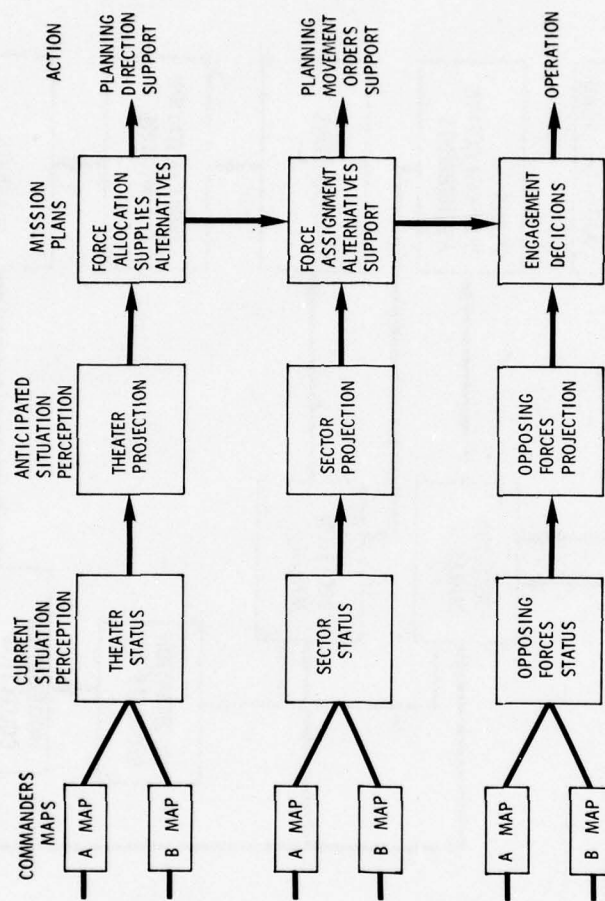 COMMANDERS
MAPS
CURRENT
SITUATION
PERCEPTION
ANTICIPATED
SITUATION
PERCEPTION
MISSION
PLANS
ACTION
A MAP
B MAP
THEATER
STATUS
THEATER
PROJECTION
FORCE
ALLOCATION
SUPPLIES
ALTERNATIVES
PLANNING
DIRECTION
SUPPORT
A MAP
B MAP
SECTOR
STATUS
SECTOR
PROJECTION
FORCE
ASSIGNMENT
ALTERNATIVES
SUPPORT
PLANNING
MOVEMENT
ORDERS
SUPPORT
A MAP
B MAP
OPPOSING
FORCES
STATUS
OPPOSING
FORCES
PROJECTION
ENGAGEMENT
DECICIONS
OPERATION